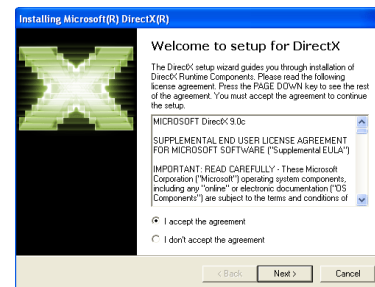 Installing Microsoft(R) DirectX(R)
Welcome to setup for DirectX
The DirectX setup wizard guides you through installation of
DirectX Runtime Components. Please read the following
license agreement. Press the PAGE DOWN key to see the rest
of the agreement. You must accept the agreement to continue
the setup.
MICROSOFT DirectX 9.0c
SUPPLEMENTAL END USER LICENSE AGREEMENT
FOR MICROSOFT SOFTWARE ("Supplemental EULA")
IMPORTANT: READ CAREFULLY - These Microsoft
Corporation ("Microsoft") operating system components,
including any "online" or electronic documentation ("OS
Components") are subject to the terms and conditions of
I accept the agreement
I don't accept the agreement
< Back Next > Cancel